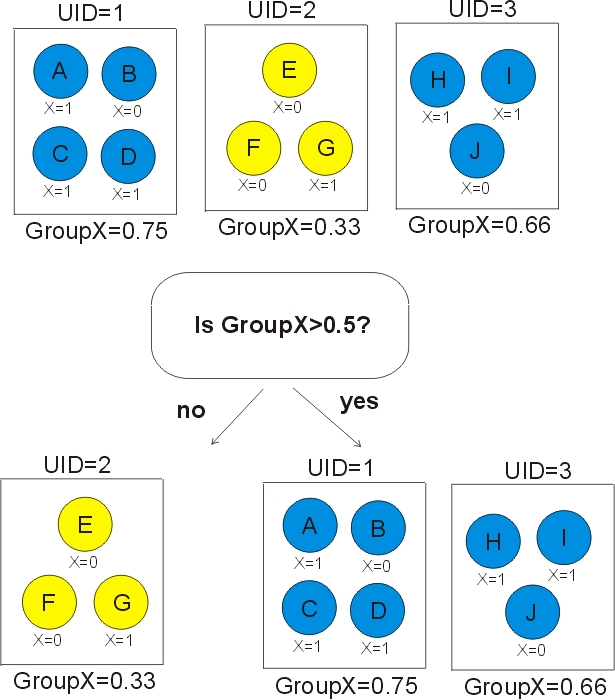 UID=1
UID=2
UID=3
A
B
X=1
X=0
C
D
X=1
X=1
GroupX=0.75
E
X=0
F
G
X=0
X=1
GroupX=0.33
H
I
X=1
X=1
J
X=0
GroupX=0.66
Is GroupX>0.5?
no
yes
UID=2
E
X=0
F
G
X=0
X=1
GroupX=0.33
UID=1
A
B
X=1
X=0
C
D
X=1
X=1
GroupX=0.75
UID=3
H
I
X=1
X=1
J
X=0
GroupX=0.66